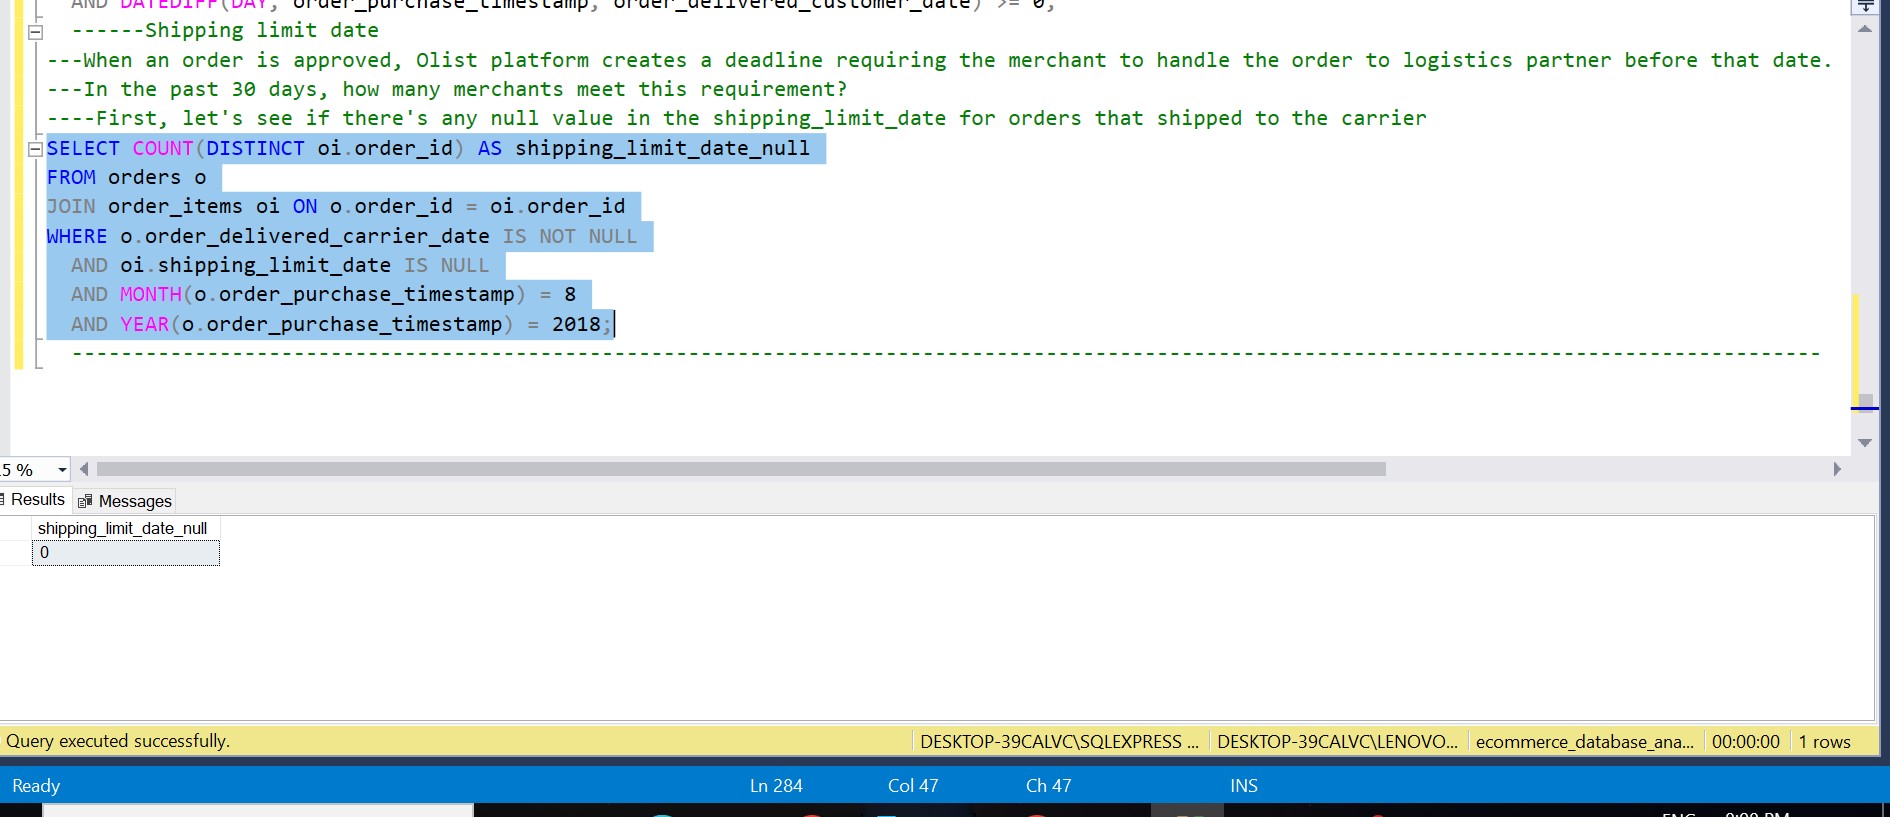 AND DATEDIFF(DAY, order_purchase_timestamp, order_delivered_customer_date) >= 0;
------Shipping limit date
---When an order is approved, Olist platform creates a deadline requiring the merchant to handle the order to logistics partner before that date.
---In the past 30 days, how many merchants meet this requirement?
----First, let's see if there's any null value in the shipping_limit_date for orders that shipped to the carrier
SELECT COUNT(DISTINCT oi.order_id) AS shipping_limit_date_null
FROM orders o
JOIN order_items oi ON o.order_id = oi.order_id
WHERE o.order_delivered_carrier_date IS NOT NULL
AND oi.shipping_limit_date IS NULL
AND MONTH(o.order_purchase_timestamp) = 8
AND YEAR(o.order_purchase_timestamp) = 2018;
----------------------------------------------------------------------------------------------------------------------------------------------
5 %
Results Messages
shipping_limit_date_null
0
Query executed successfully. DESKTOP-39CALVC\SQLEXPRESS ... DESKTOP-39CALVC\LENOVO... ecommerce_database_ana... 00:00:00 1 rows
Ready Ln 284 Col 47 Ch 47 INS